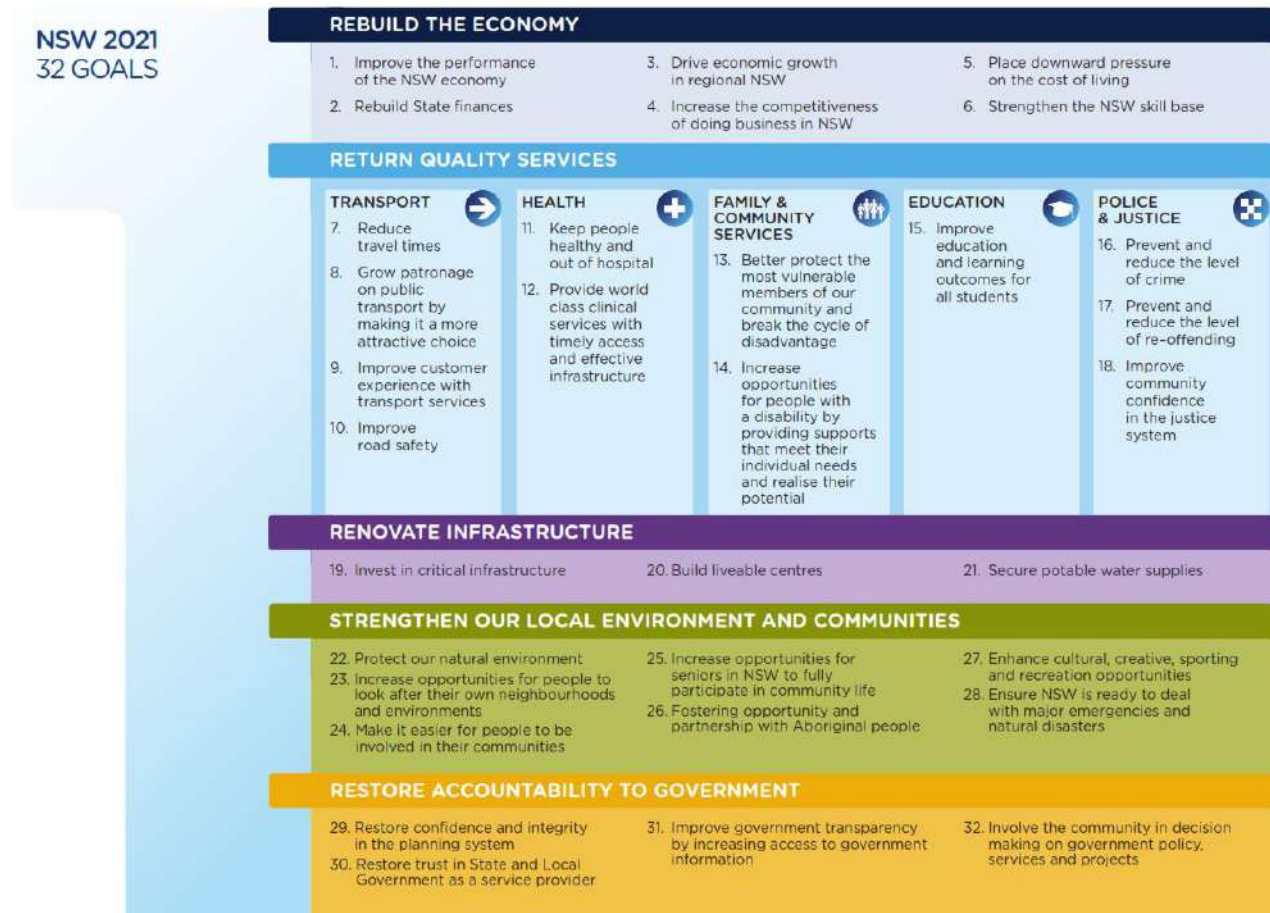 NSW 2021
32 GOALS
REBUILD THE ECONOMY
1. Improve the performance
of the NSW economy
2. Rebuild State finances
3. Drive economic growth
in regional NSW
4. Increase the competitiveness
of doing business in NSW
5. Place downward pressure
on the cost of living
6. Strengthen the NSW skill base
RETURN QUALITY SERVICES
TRANSPORT
7. Reduce
travel times
8. Grow patronage
on public
transport by
making it a more
attractive choice
9. Improve customer
experience with
transport services
10. Improve
road safety
HEALTH
11. Keep people
healthy and
out of hospital
12. Provide world
class clinical
services with
timely access
and effective
infrastructure
FAMILY &
COMMUNITY
SERVICES
13. Better protect the
most vulnerable
members of our
community and
break the cycle of
disadvantage
14. Increase
opportunities
for people with
a disability by
providing supports
that meet their
individual needs
and realise their
potential
EDUCATION
15. Improve
education
and learning
outcomes for
all students
POLICE
& JUSTICE
16. Prevent and
reduce the level
of crime
17. Prevent and
reduce the level
of re-offending
18. Improve
community
confidence
in the justice
system
RENOVATE INFRASTRUCTURE
19. Invest in critical infrastructure
20. Build liveable centres
21. Secure potable water supplies
STRENGTHEN OUR LOCAL ENVIRONMENT AND COMMUNITIES
22. Protect our natural environment
23. Increase opportunities for people to
look after their own neighbourhoods
and environments
24. Make it easier for people to be
involved in their communities
25. Increase opportunities for
seniors in NSW to fully
participate in community life
26. Fostering opportunity and
partnership with Aboriginal people
27. Enhance cultural, creative, sporting
and recreation opportunities
28. Ensure NSW is ready to deal
with major emergencies and
natural disasters
RESTORE ACCOUNTABILITY TO GOVERNMENT
29. Restore confidence and integrity
in the planning system
30. Restore trust in State and Local
Government as a service provider
31. Improve government transparency
by increasing access to government
information
32. Involve the community in decision
making on government policy,
services and projects